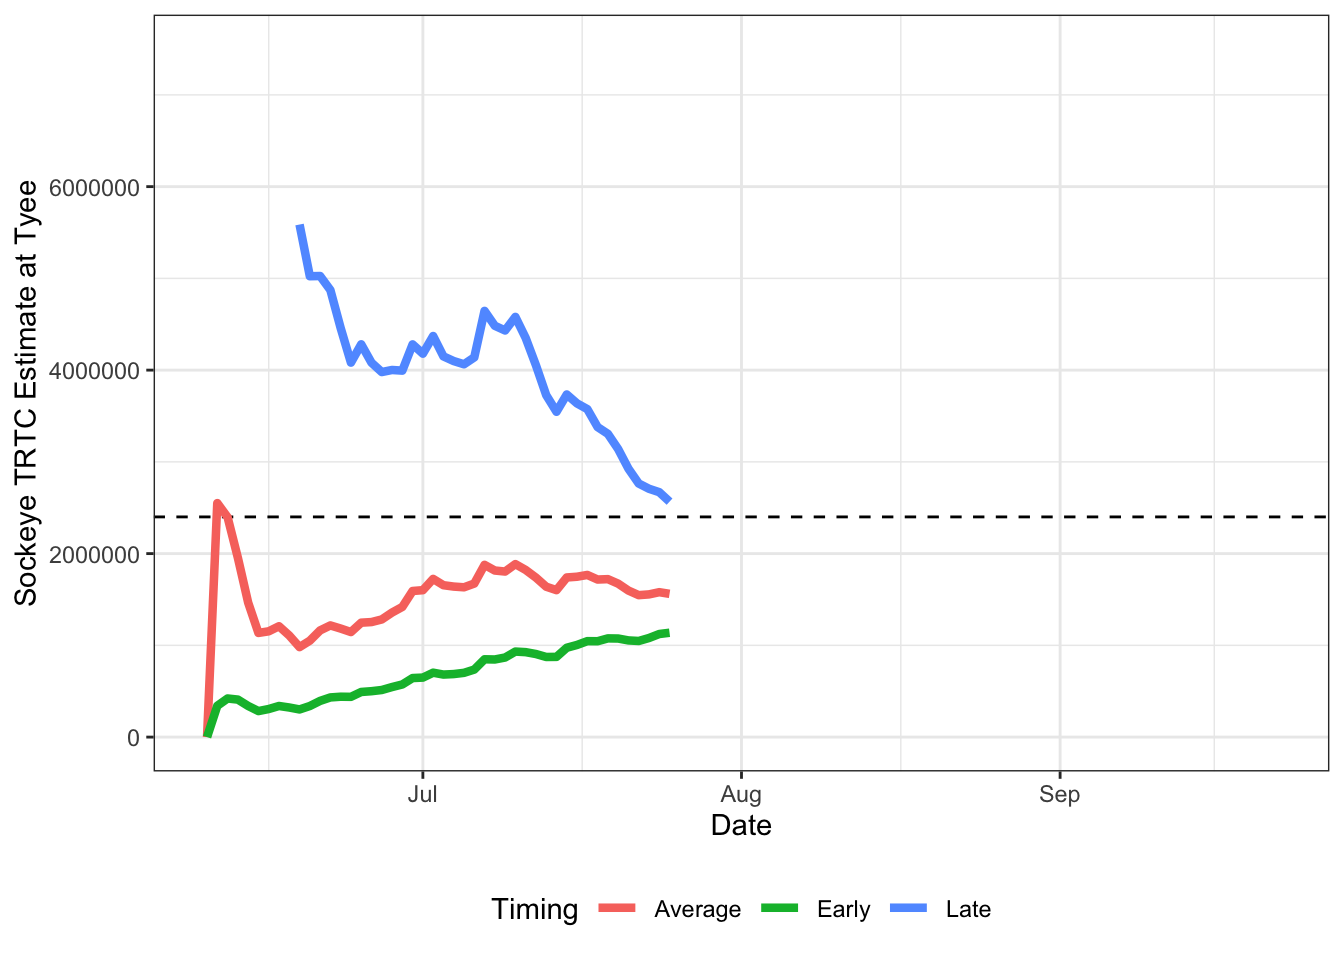 Sockeye TRTC Estimate at Tyee
6000000
4000000
2000000
0
Jul Aug Sep
Date
Timing Average Early Late